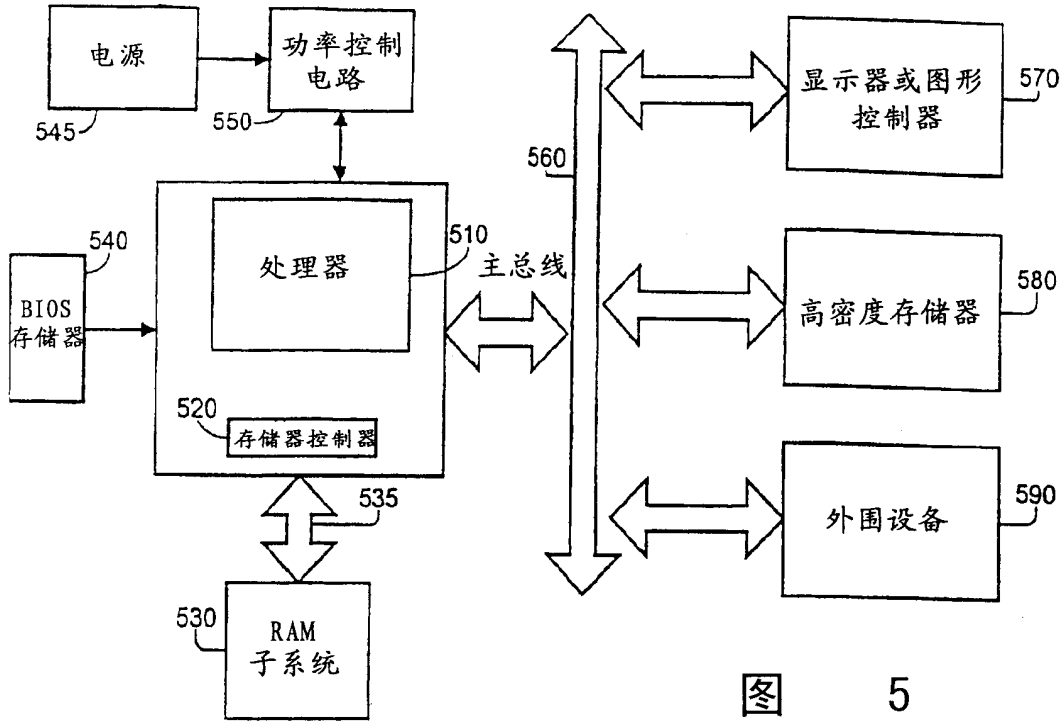 电源
545
功率控制
电路
550
560
显示器或图形
控制器
570
540
BIOS
存储器
处理器
510
主总线
高密度存储器
580
520
存储器控制器
535
外围设备
590
530
RAM
子系统
图 5